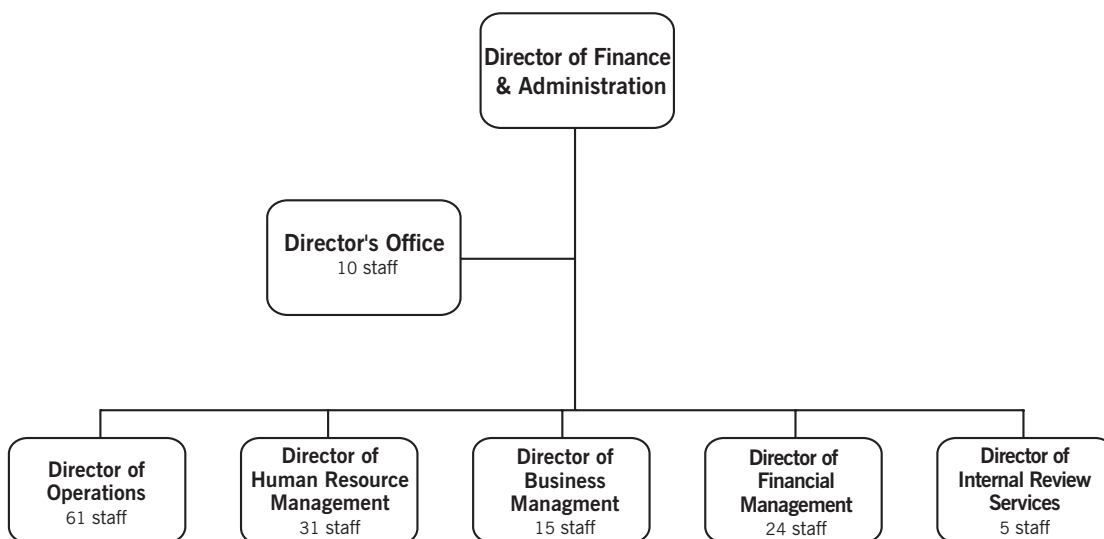 Director of Finance
& Administration
Director's Office
10 staff
Director of
Operations
61 staff
Director of
Human Resource
Management
31 staff
Director of
Business
Managment
15 staff
Director of
Financial
Management
24 staff
Director of
Internal Review
Services
5 staff